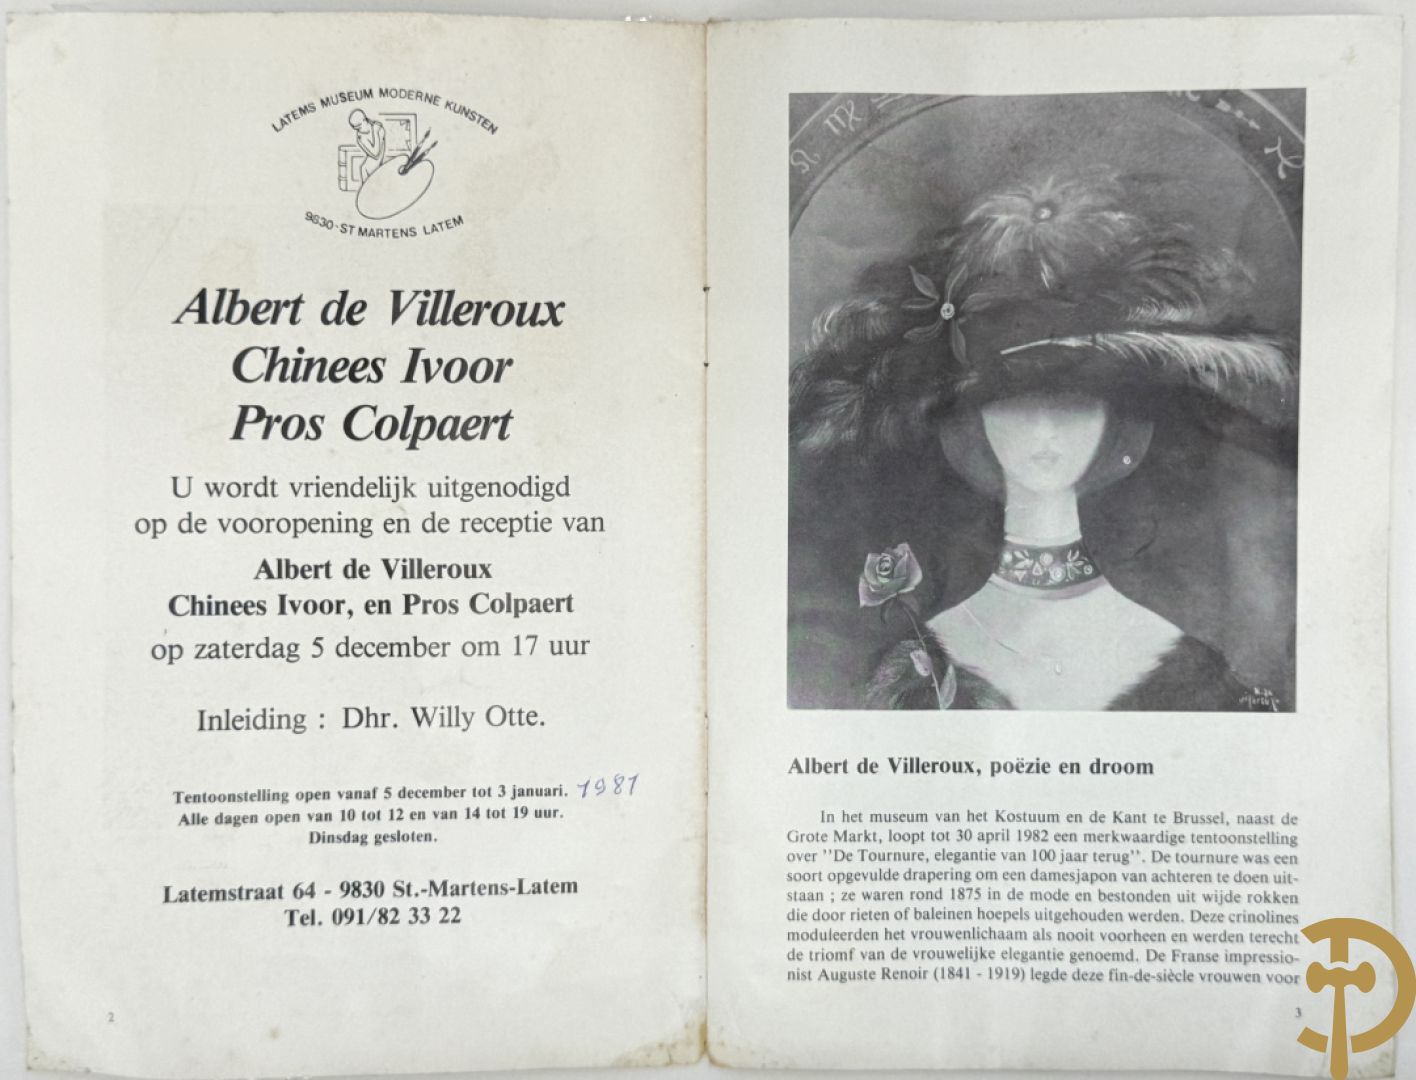 LATEMS MUSEUM MODERNE KUNSTEN
9830-ST MARTENS LATEM
Albert de Villeroux
Chinees Ivoor
Pros Colpaert
U wordt vriendelijk uitgenodigd
op de vooropening en de receptie van
Albert de Villeroux
Chinees Ivoor, en Pros Colpaert
op zaterdag 5 december om 17 uur
Inleiding : Dhr. Willy Otte.
Tentoonstelling open vanaf 5 december tot 3 januari. 1981
Alle dagen open van 10 tot 12 en van 14 tot 19 uur.
Dinsdag gesloten.
Latemstraat 64 - 9830 St.-Martens-Latem
Tel. 091/82 33 22
2
Albert de Villeroux, poëzie en droom
In het museum van het Kostuum en de Kant te Brussel, naast de
Grote Markt, loopt tot 30 april 1982 een merkwaardige tentoonstelling
over "De Tournure, elegantie van 100 jaar terug". De tournure was een
soort opgevulde drapering om een damesjapon van achteren te doen uit-
staan ; ze waren rond 1875 in de mode en bestonden uit wijde rokken
die door rieten of baleinen hoepels uitgehouden werden. Deze crinolines
moduleerden het vrouwenlichaam als nooit voorheen en werden terecht
de triomf van de vrouwelijke elegantie genoemd. De Franse impressio-
nist Auguste Renoir (1841 - 1919) legde deze fin-de-siècle vrouwen voor
3